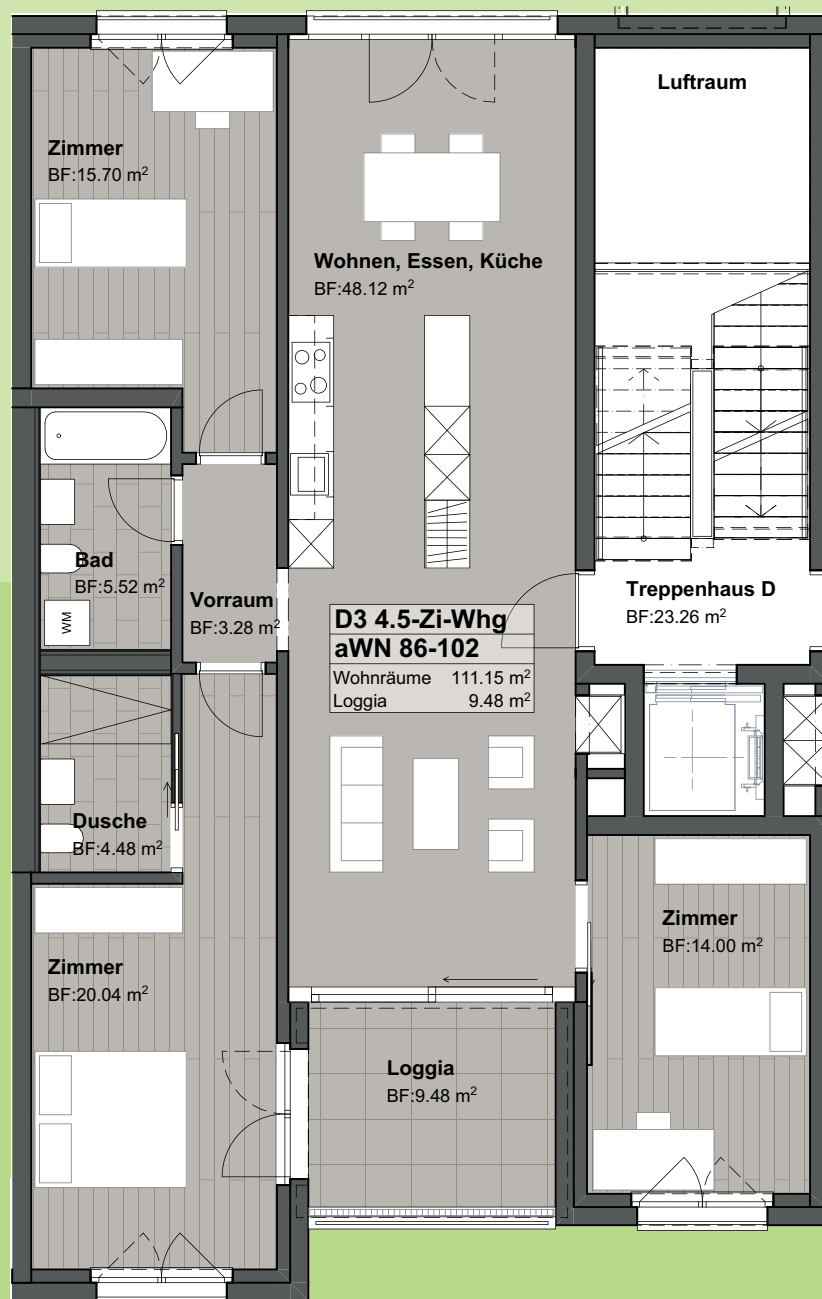 Luftraum
Zimmer
BF:15.70 m²
Wohnen, Essen, Küche
BF:48.12 m²
Bad
BF:5.52 m²
WM
Vorraum
BF:3.28 m²
Treppenhaus D
BF:23.26 m²
D3 4.5-Zi-Whg
aWN 86-102
Wohnräume 111.15 m²
Loggia 9.48 m²
Dusche
BF:4.48 m²
Zimmer
BF:14.00 m²
Zimmer
BF:20.04 m²
Loggia
BF:9.48 m²